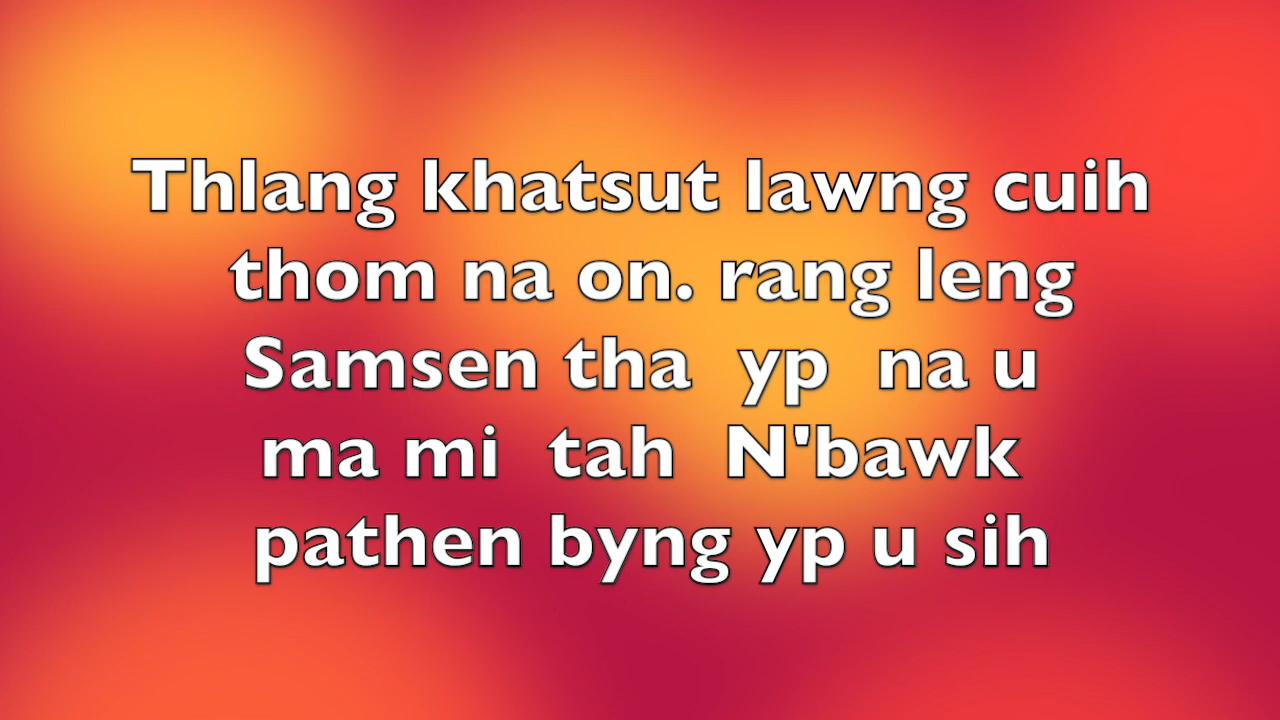 Thlang khatsut lawng cuih
thom na on. rang leng
Samsen tha yp na u
ma mi tah N'bawk
pathen byng yp u sih